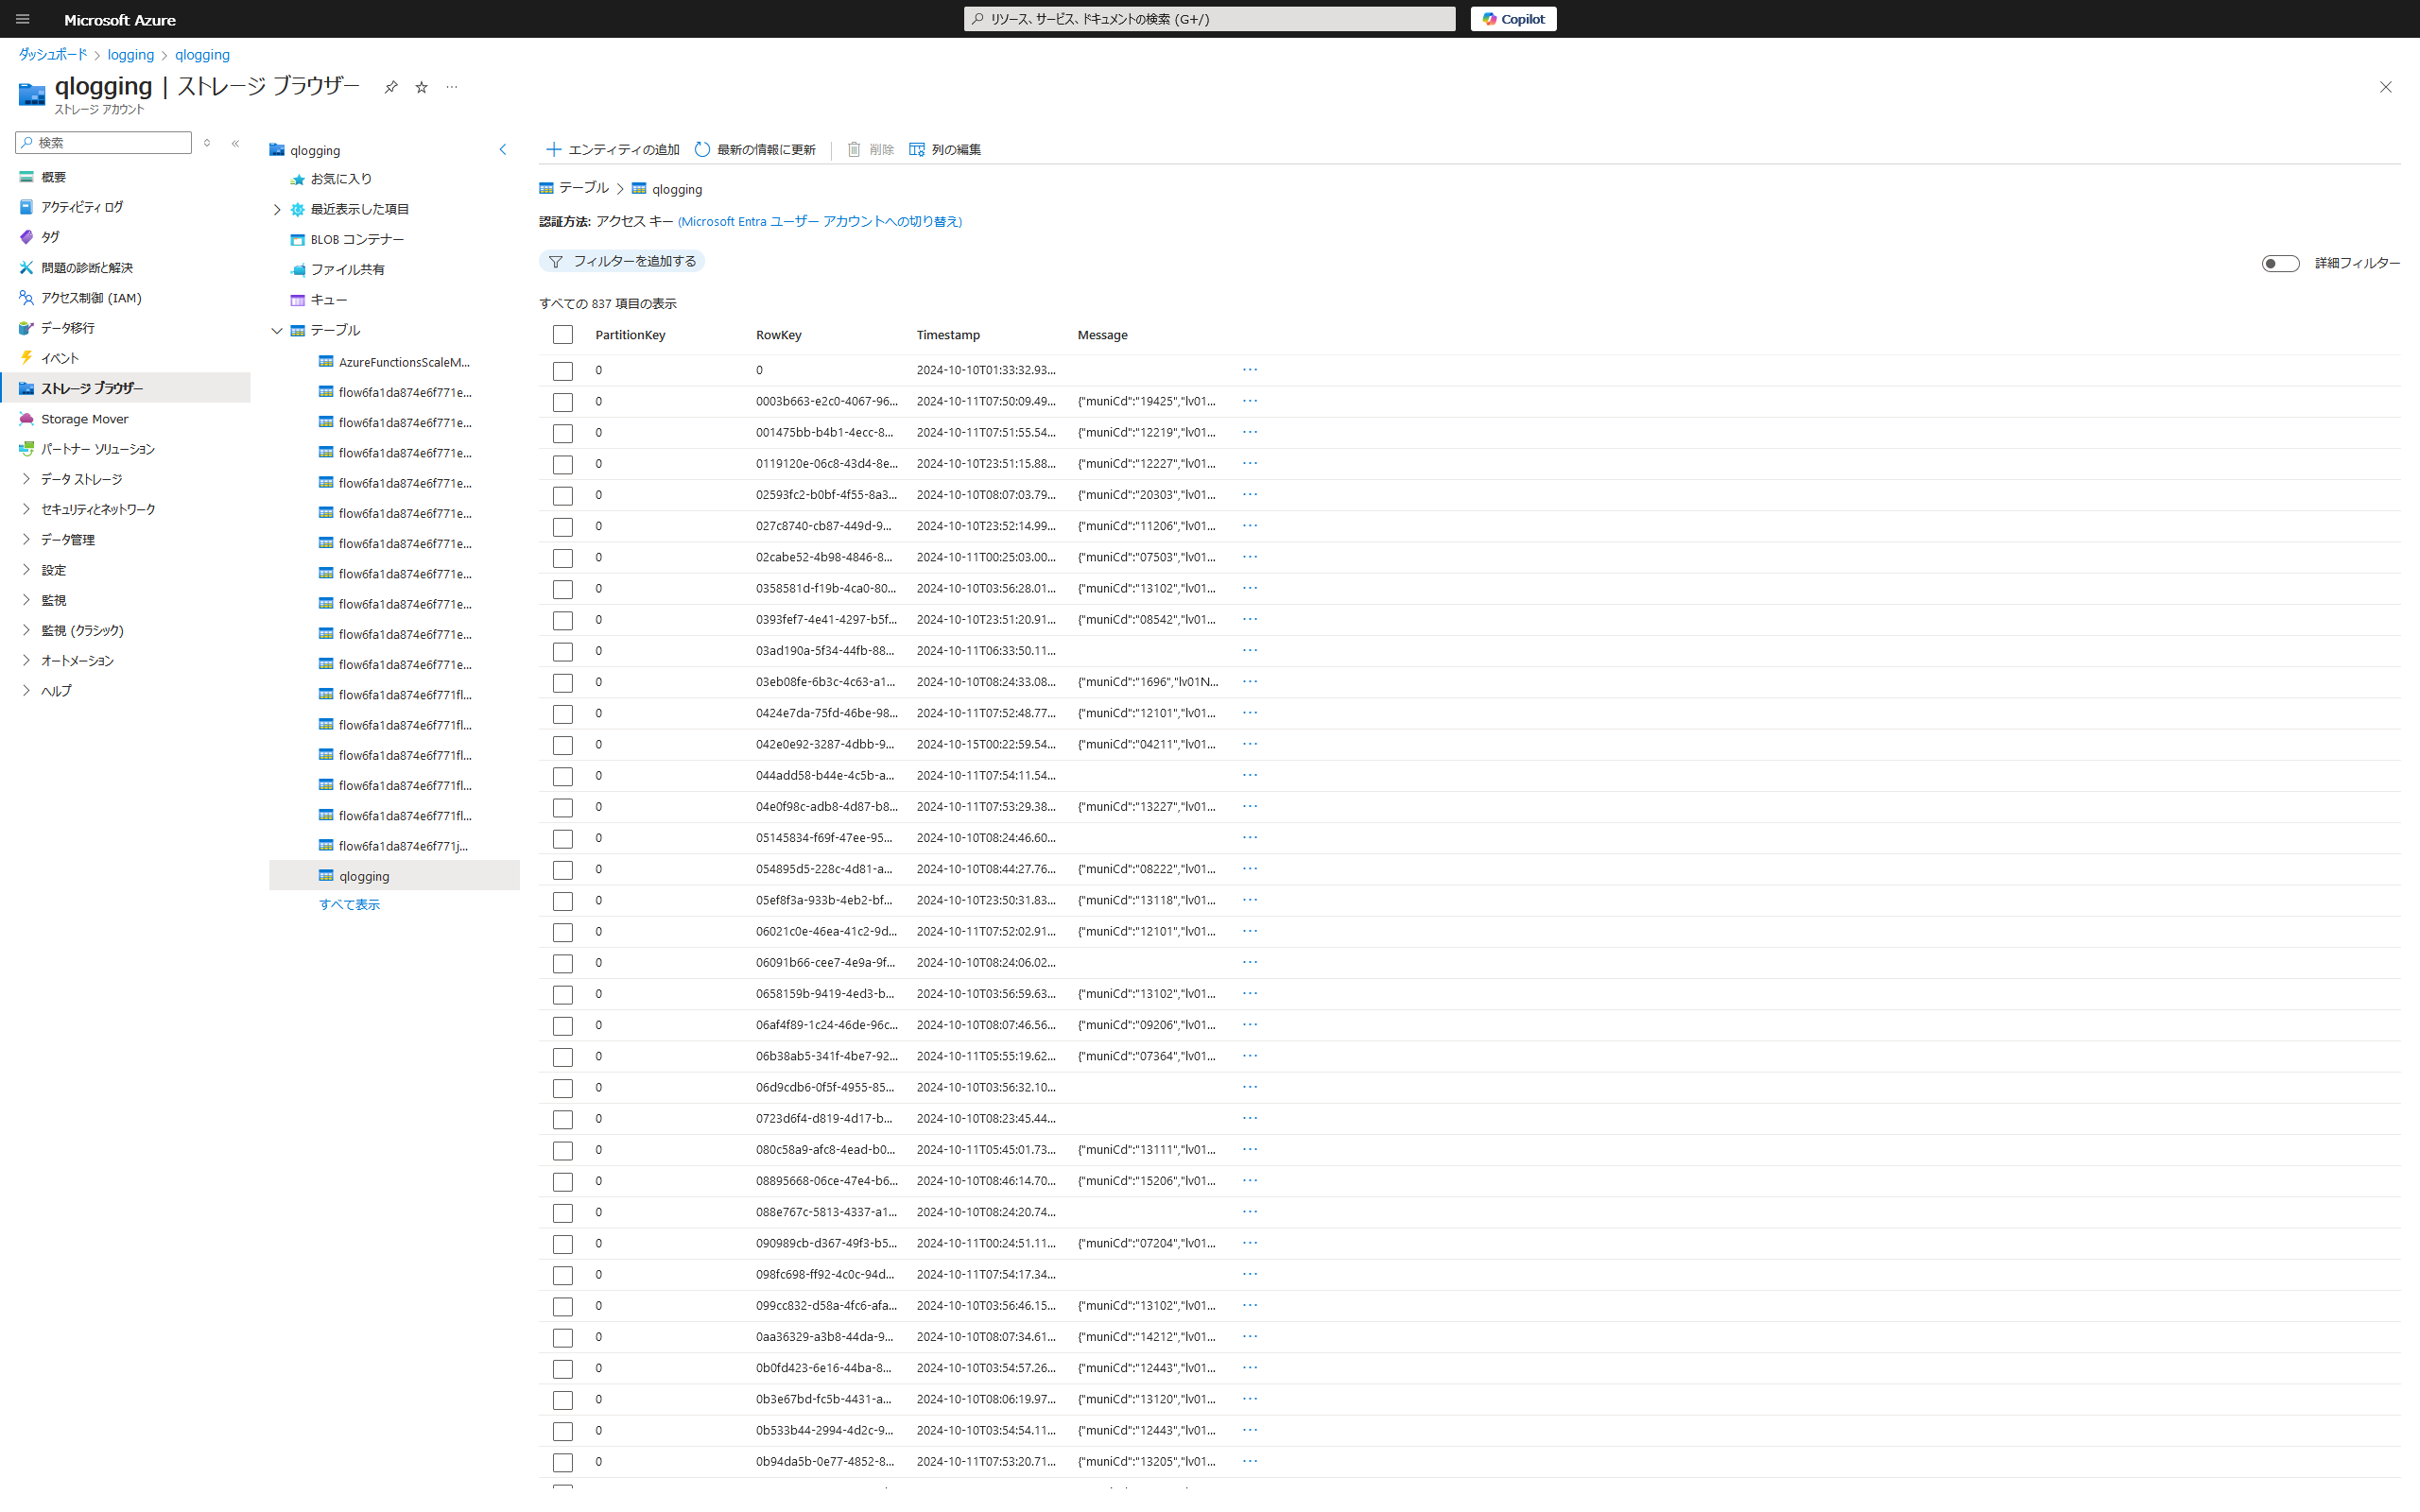 Microsoft Azure
リソース、サービス、ドキュメントの検索 (G+/)
Copilot
ダッシュボード > logging > qlogging
qlogging | ストレージ ブラウザー
ストレージ アカウント
検索
概要
アクティビティ ログ
タグ
問題の診断と解決
アクセス制御 (IAM)
データ移行
イベント
ストレージ ブラウザー
Storage Mover
パートナー ソリューション
データ ストレージ
セキュリティとネットワーク
データ管理
設定
監視
監視 (クラシック)
オートメーション
ヘルプ
qlogging
お気に入り
最近表示した項目
BLOB コンテナー
ファイル共有
キュー
テーブル
AzureFunctionsScaleM...
flow6fa1da874e6f771e...
flow6fa1da874e6f771e...
flow6fa1da874e6f771e...
flow6fa1da874e6f771e...
flow6fa1da874e6f771e...
flow6fa1da874e6f771e...
flow6fa1da874e6f771e...
flow6fa1da874e6f771e...
flow6fa1da874e6f771e...
flow6fa1da874e6f771e...
flow6fa1da874e6f771fl...
flow6fa1da874e6f771fl...
flow6fa1da874e6f771fl...
flow6fa1da874e6f771fl...
flow6fa1da874e6f771fl...
flow6fa1da874e6f771j...
qlogging
すべて表示
エンティティの追加 最新の情報に更新 削除 列の編集
テーブル > qlogging
認証方法: アクセス キー (Microsoft Entra ユーザー アカウントへの切り替え)
フィルターを追加する
詳細フィルター
すべての 837 項目の表示
PartitionKey RowKey Timestamp Message
0 0 2024-10-10T01:33:32.93...
0 0003b663-e2c0-4067-96... 2024-10-11T07:50:09.49... {"muniCd":"19425","lv01...
0 001475bb-b4b1-4ecc-8... 2024-10-11T07:51:55.54... {"muniCd":"12219","lv01...
0 0119120e-06c8-43d4-8e... 2024-10-10T23:51:15.88... {"muniCd":"12227","lv01...
0 02593fc2-b0bf-4f55-8a3... 2024-10-10T08:07:03.79... {"muniCd":"20303","lv01...
0 027c8740-cb87-449d-9... 2024-10-10T23:52:14.99... {"muniCd":"11206","lv01...
0 02cabe52-4b98-4846-8... 2024-10-11T00:25:03.00... {"muniCd":"07503","lv01...
0 0358581d-f19b-4ca0-80... 2024-10-10T03:56:28.01... {"muniCd":"13102","lv01...
0 0393fef7-4e41-4297-b5f... 2024-10-10T23:51:20.91... {"muniCd":"08542","lv01...
0 03ad190a-5f34-44fb-88... 2024-10-11T06:33:50.11...
0 03eb08fe-6b3c-4c63-a1... 2024-10-10T08:24:33.08... {"muniCd":"1696","lv01N...
0 0424e7da-75fd-46be-98... 2024-10-11T07:52:48.77... {"muniCd":"12101","lv01...
0 042e0e92-3287-4dbb-9... 2024-10-15T00:22:59.54... {"muniCd":"04211","lv01...
0 044add58-b44e-4c5b-a... 2024-10-11T07:54:11.54...
0 04e0f98c-adb8-4d87-b8... 2024-10-11T07:53:29.38... {"muniCd":"13227","lv01...
0 05145834-f69f-47ee-95... 2024-10-10T08:24:46.60...
0 054895d5-228c-4d81-a... 2024-10-10T08:44:27.76... {"muniCd":"08222","lv01...
0 05ef8f3a-933b-4eb2-bf... 2024-10-10T23:50:31.83... {"muniCd":"13118","lv01...
0 06021c0e-46ea-41c2-9d... 2024-10-11T07:52:02.91... {"muniCd":"12101","lv01...
0 06091b66-cee7-4e9a-9f... 2024-10-10T08:24:06.02...
0 0658159b-9419-4ed3-b... 2024-10-10T03:56:59.63... {"muniCd":"13102","lv01...
0 06af4f89-1c24-46de-96c... 2024-10-10T08:07:46.56... {"muniCd":"09206","lv01...
0 06b38ab5-341f-4be7-92... 2024-10-11T05:55:19.62... {"muniCd":"07364","lv01...
0 06d9cdb6-0f5f-4955-85... 2024-10-10T03:56:32.10...
0 0723d6f4-d819-4d17-b... 2024-10-10T08:23:45.44...
0 080c58a9-afc8-4ead-b0... 2024-10-11T05:45:01.73... {"muniCd":"13111","lv01...
0 08895668-06ce-47e4-b6... 2024-10-10T08:46:14.70... {"muniCd":"15206","lv01...
0 088e767c-5813-4337-a1... 2024-10-10T08:24:20.74...
0 090989cb-d367-49f3-b5... 2024-10-11T00:24:51.11... {"muniCd":"07204","lv01...
0 098fc698-ff92-4c0c-94d... 2024-10-11T07:54:17.34...
0 099cc832-d58a-4fc6-afa... 2024-10-10T03:56:46.15... {"muniCd":"13102","lv01...
0 0aa36329-a3b8-44da-9... 2024-10-10T08:07:34.61... {"muniCd":"14212","lv01...
0 0b0fd423-6e16-44ba-8... 2024-10-10T03:54:57.26... {"muniCd":"12443","lv01...
0 0b3e67bd-fc5b-4431-a... 2024-10-10T08:06:19.97... {"muniCd":"13120","lv01...
0 0b533b44-2994-4d2c-9... 2024-10-10T03:54:54.11... {"muniCd":"12443","lv01...
0 0b94da5b-0e77-4852-8... 2024-10-11T07:53:20.71... {"muniCd":"13205","lv01...